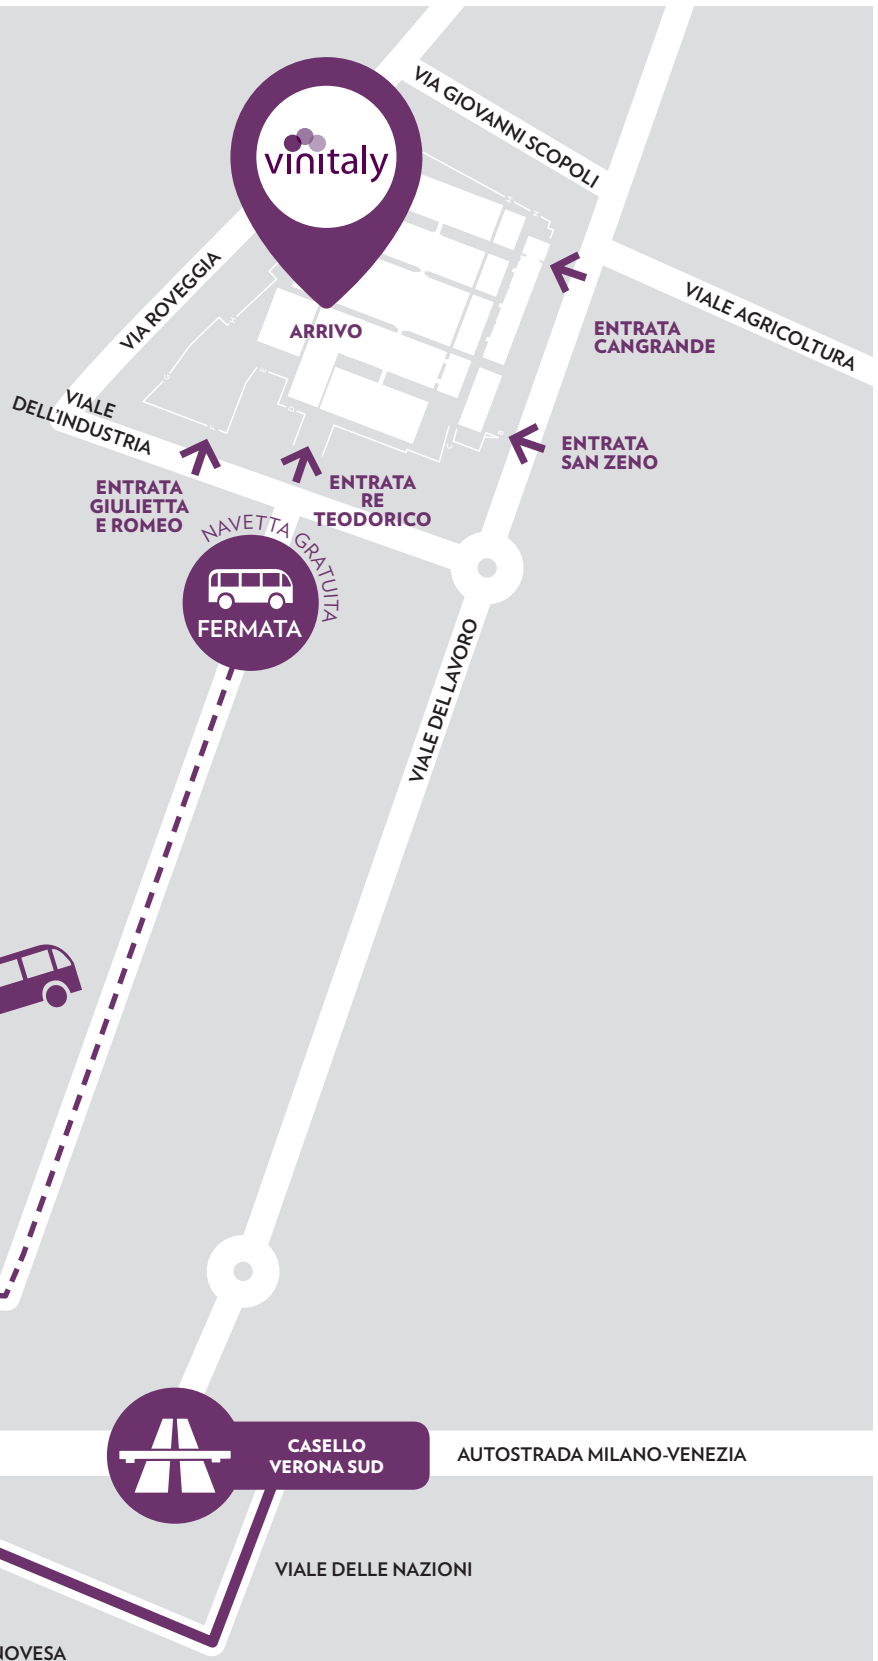 VIA GIOVANNI SCOPOLI
vinitaly
VIA ROVEGGIA
ARRIVO
VIALE AGRICOLTURA
ENTRATA
CANGRANDE
VIALE
DELL'INDUSTRIA
ENTRATA
SAN ZENO
ENTRATA
GIULIETTA
E ROMEO
ENTRATA
RE
TEODORICO
NAVETTA GRATUITA
FERMATA
VIALE DEL LAVORO
CASELLO
VERONA SUD
AUTOSTRADA MILANO-VENEZIA
VIALE DELLE NAZIONI